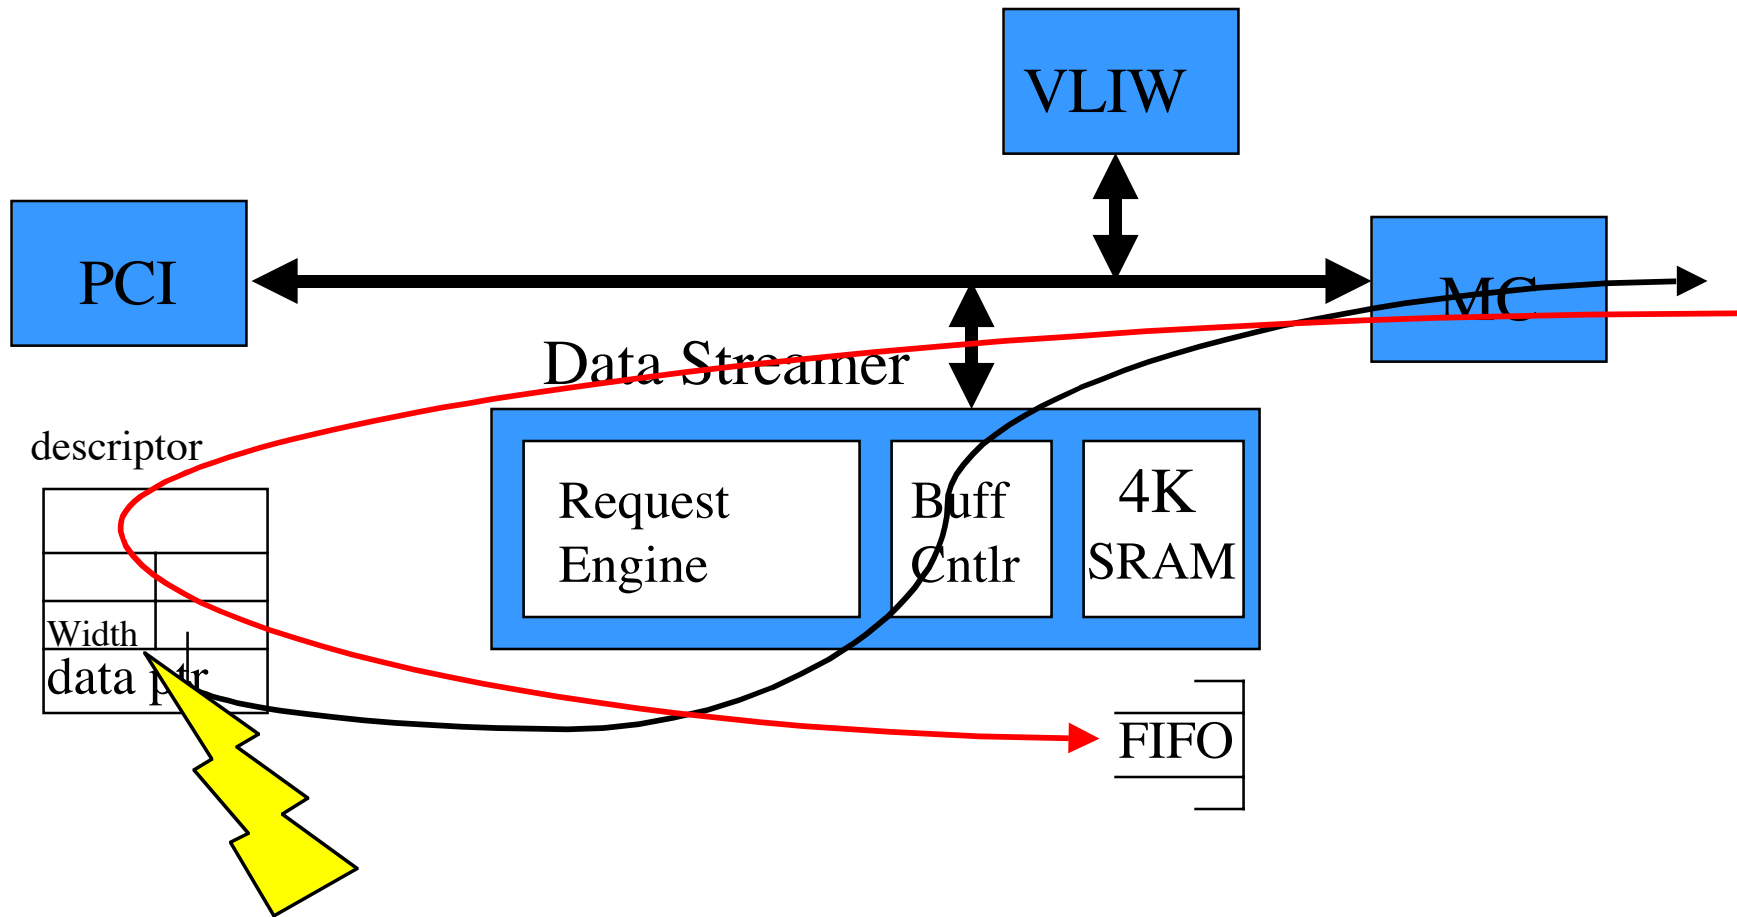 VLIW
PCI
MC
Data Streamer
descriptor
Request
Engine
Buff
Cntlr
4K
SRAM
Width
data ptr
FIFO